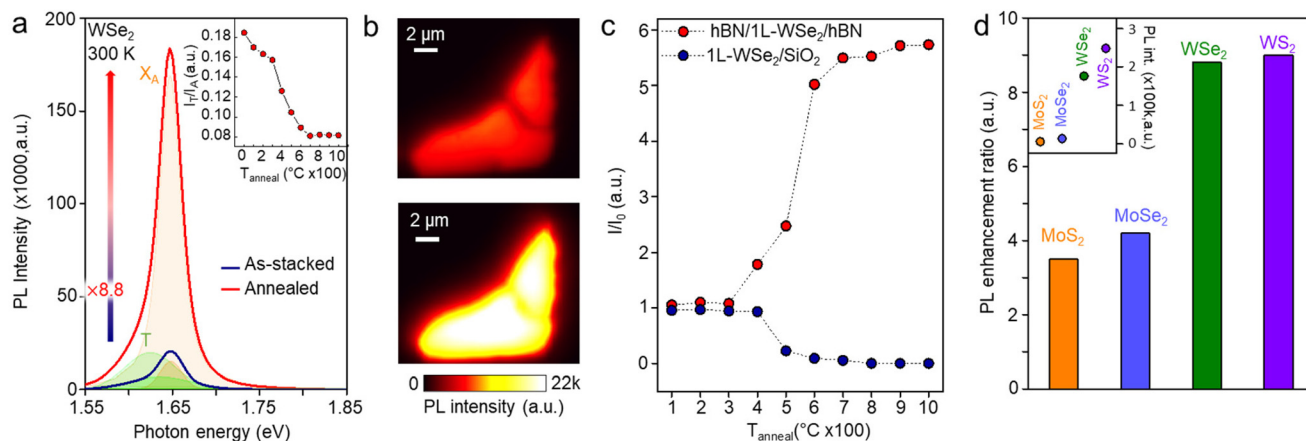 a
WSe₂
300 K
X_A
T
×8.8
As-stacked
Annealed
PL Intensity (x1000,a.u.)
200
150
100
50
0
1.55
1.65
1.75
1.85
Photon energy (eV)
I_T/I_A(a.u.)
0.18
0.16
0.14
0.12
0.10
0.08
0
2
4
6
8
10
T_anneal (°C x100)
b
2 µm
2 µm
0
22k
PL intensity (a.u.)
c
hBN/1L-WSe₂/hBN
1L-WSe₂/SiO₂
I/I₀ (a.u.)
6
5
4
3
2
1
0
1
2
3
4
5
6
7
8
9
10
T_anneal(°C x100)
d
PL enhancement ratio (a.u.)
10
8
6
4
2
0
MoS₂
MoSe₂
WSe₂
WS₂
MoS₂
MoSe₂
WSe₂
WS₂
3
2
1
0
PL int. (x100k,a.u.)